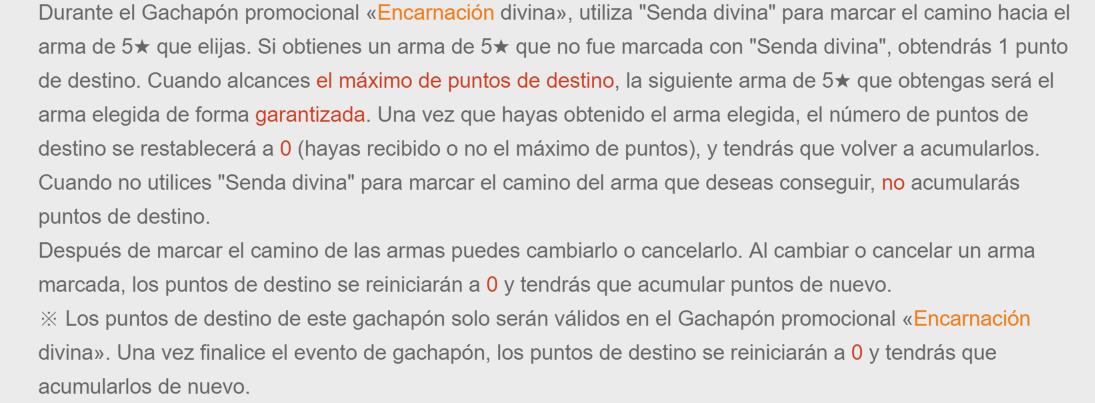 Durante el Gachapón promocional «Encarnación divina», utiliza "Senda divina" para marcar el camino hacia el
arma de 5★ que elijas. Si obtienes un arma de 5★ que no fue marcada con "Senda divina", obtendrás 1 punto
de destino. Cuando alcances el máximo de puntos de destino, la siguiente arma de 5★ que obtengas será el
arma elegida de forma garantizada. Una vez que hayas obtenido el arma elegida, el número de puntos de
destino se restablecerá a 0 (hayas recibido o no el máximo de puntos), y tendrás que volver a acumularlos.
Cuando no utilices "Senda divina" para marcar el camino del arma que deseas conseguir, no acumularás
puntos de destino.
Después de marcar el camino de las armas puedes cambiarlo o cancelarlo. Al cambiar o cancelar un arma
marcada, los puntos de destino se reiniciarán a 0 y tendrás que acumular puntos de nuevo.
※ Los puntos de destino de este gachapón solo serán válidos en el Gachapón promocional «Encarnación
divina». Una vez finalice el evento de gachapón, los puntos de destino se reiniciarán a 0 y tendrás que
acumularlos de nuevo.